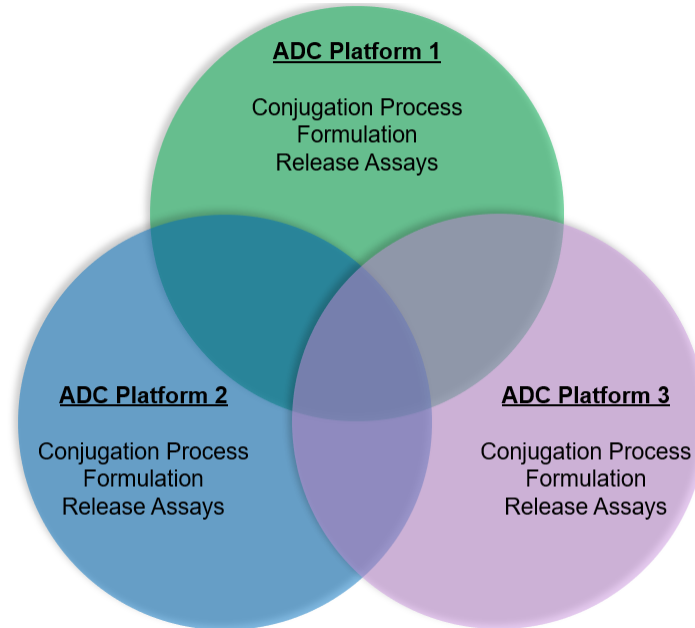 ADC Platform 1
Conjugation Process
Formulation
Release Assays
ADC Platform 2
Conjugation Process
Formulation
Release Assays
ADC Platform 3
Conjugation Process
Formulation
Release Assays